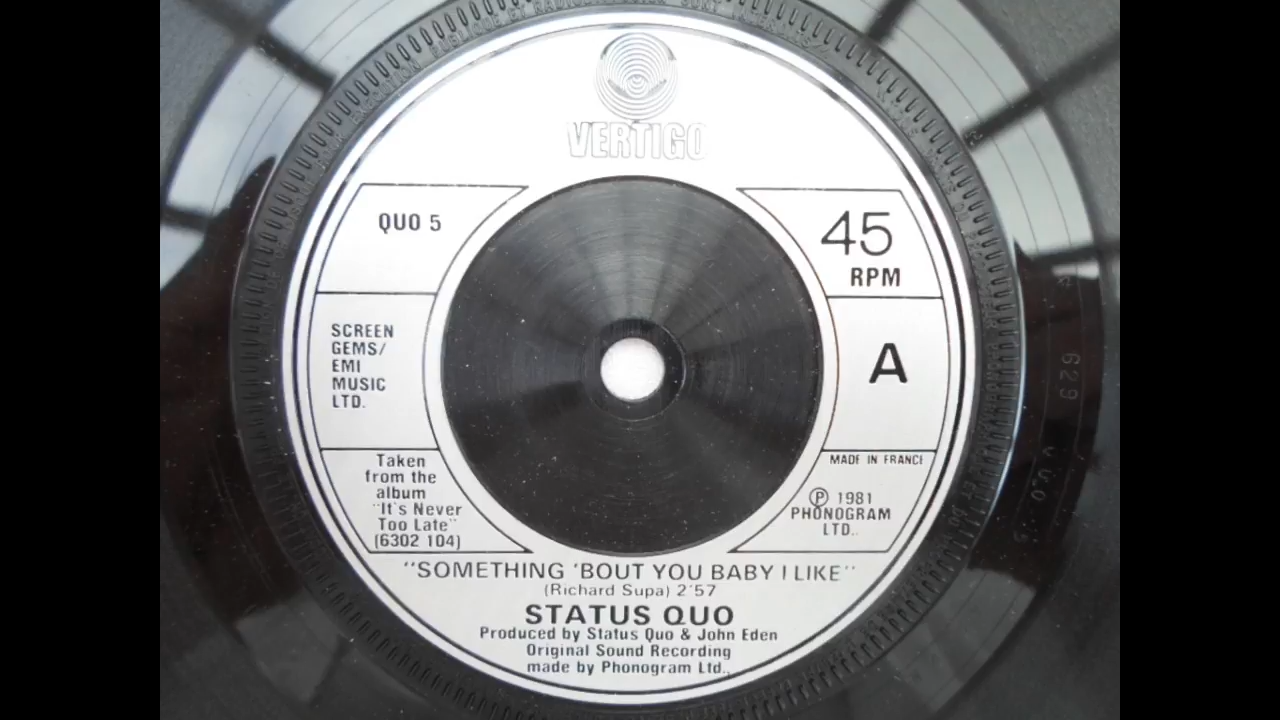 VERTIGO
QUO 5
45
RPM
SCREEN
GEMS/
EMI
MUSIC
LTD.
A
Taken
from the
album
"It's Never
Too Late"
(6302 104)
MADE IN FRANCE
Ⓟ 1981
PHONOGRAM
LTD..
"SOMETHING 'BOUT YOU BABY I LIKE"
(Richard Supa) 2'57
STATUS QUO
Produced by Status Quo & John Eden
Original Sound Recording
made by Phonogram Ltd..
629